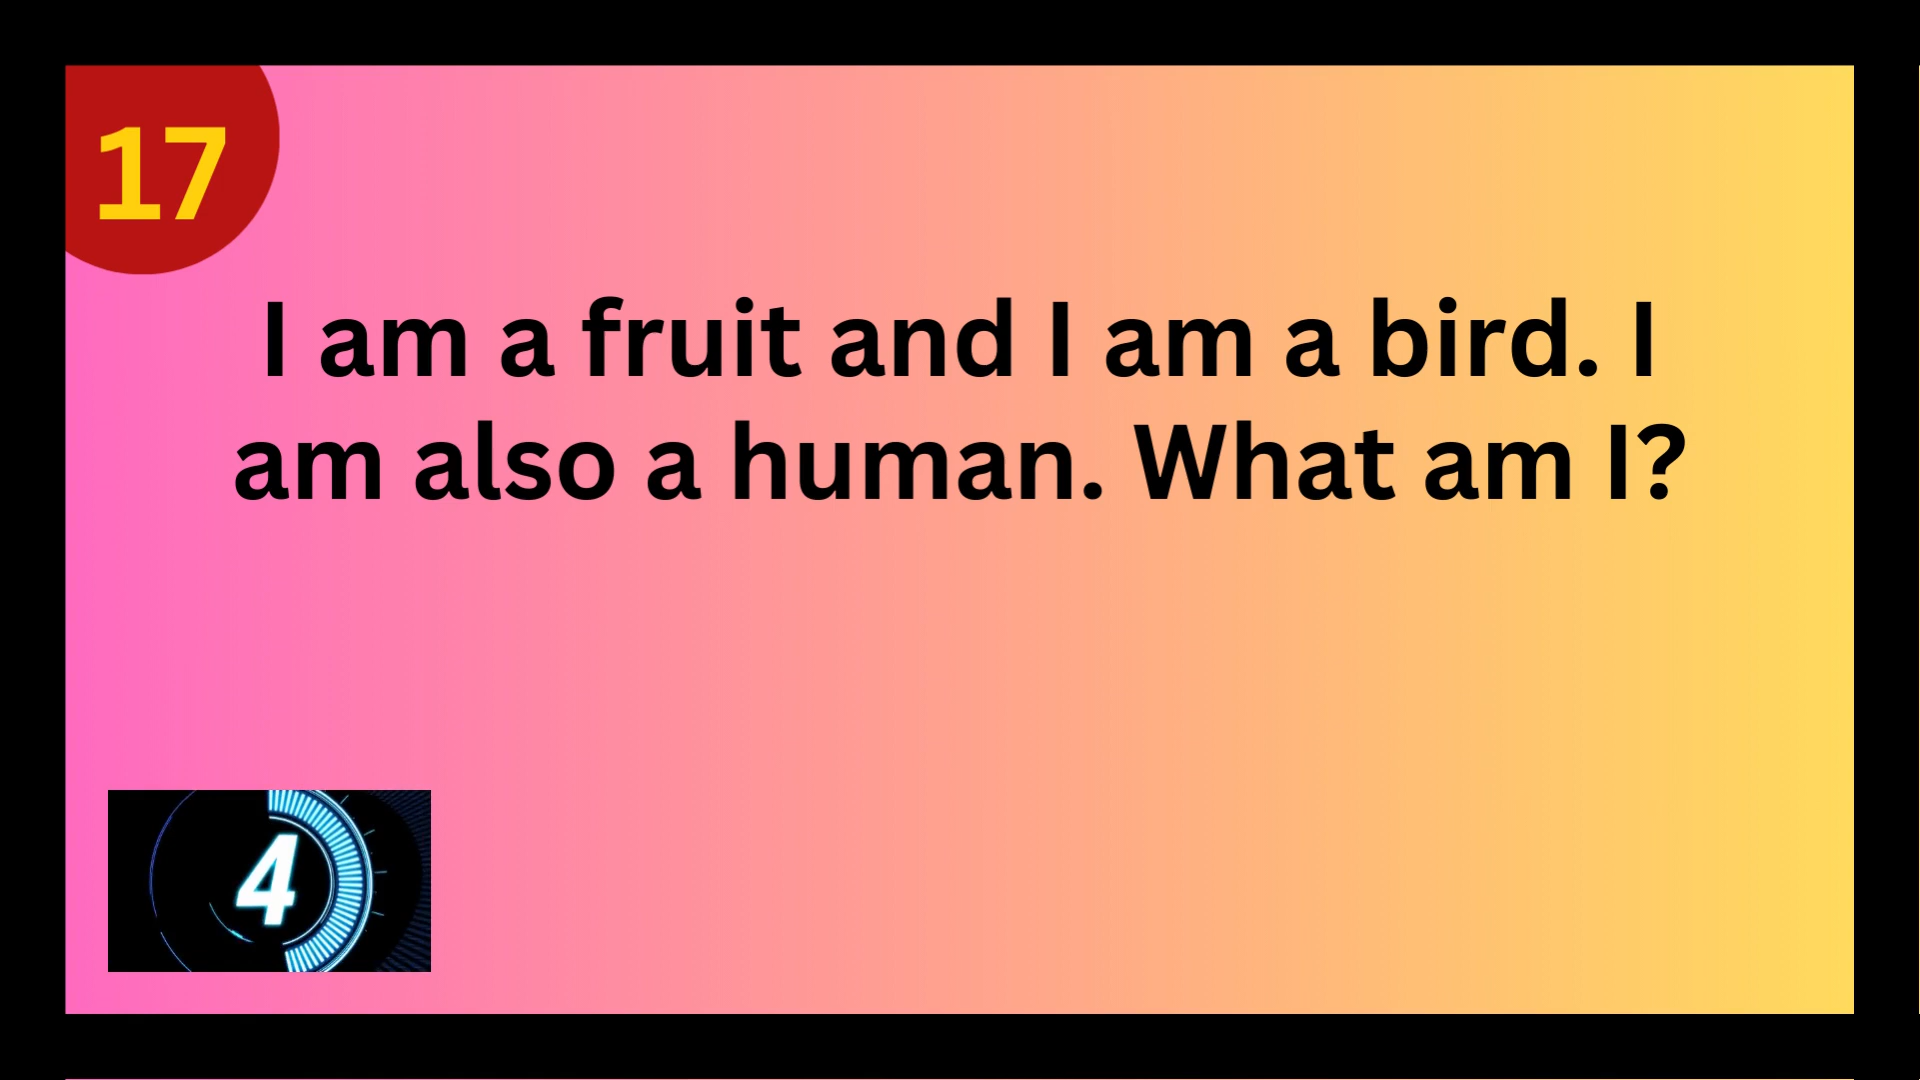 17
I am a fruit and I am a bird. I
am also a human. What am I?
4